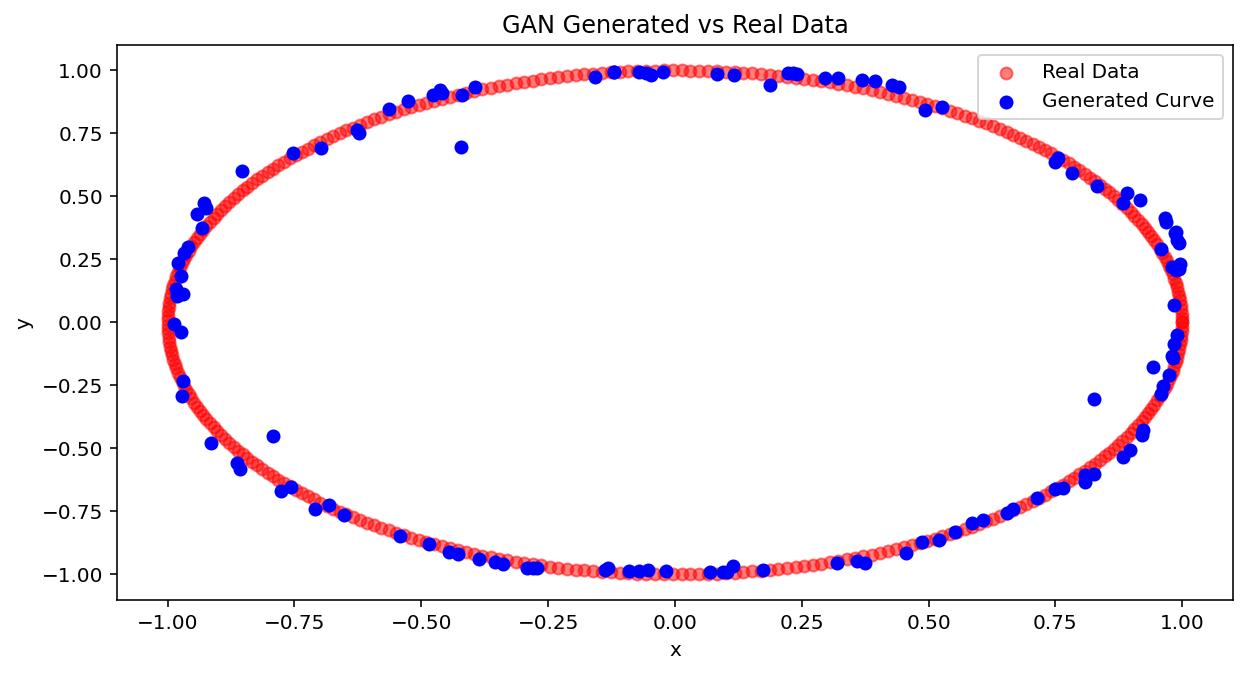 GAN Generated vs Real Data
Real Data
Generated Curve
1.00
0.75
0.50
0.25
0.00
−0.25
−0.50
−0.75
−1.00
y
−1.00 −0.75 −0.50 −0.25 0.00 0.25 0.50 0.75 1.00
x